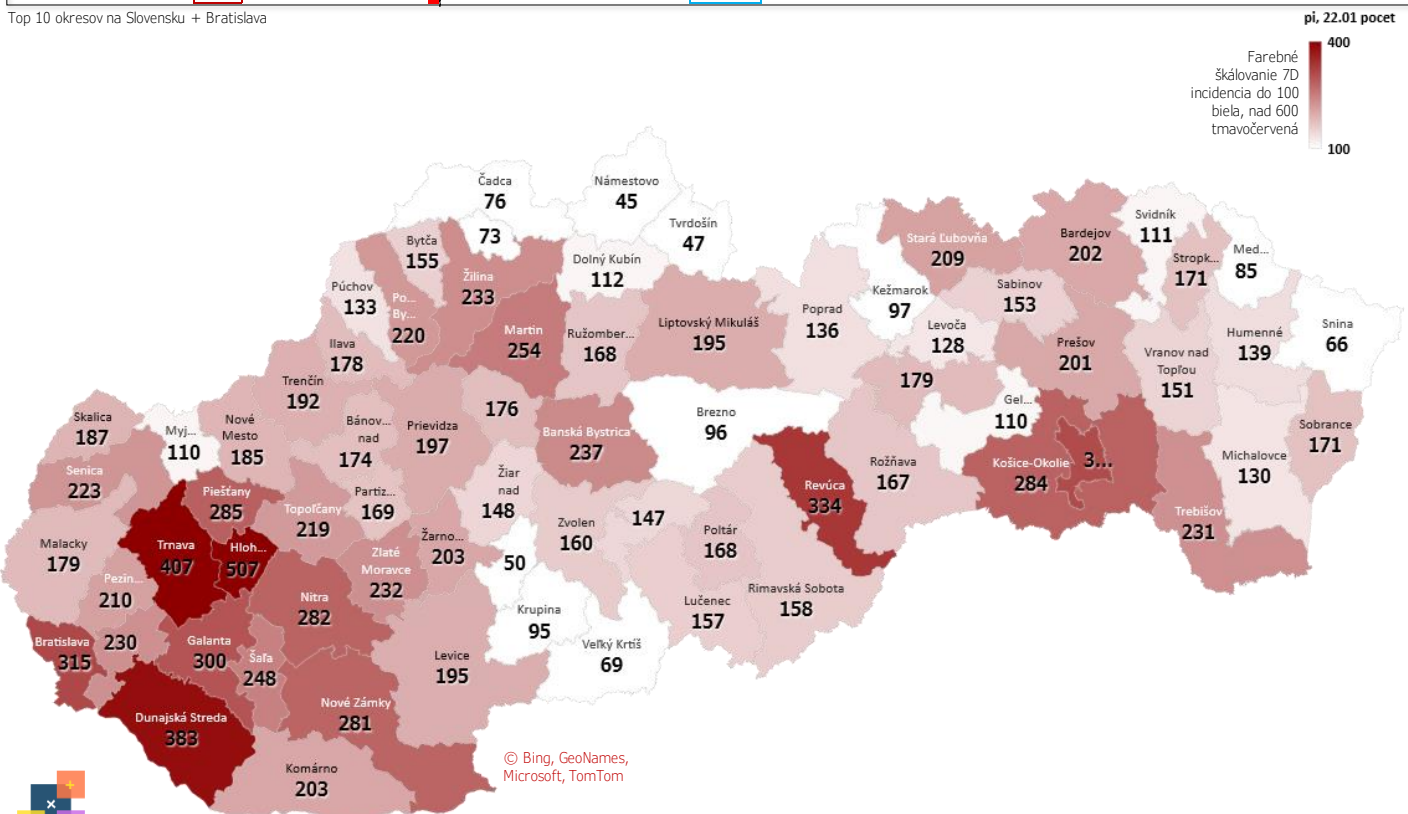 Top 10 okresov na Slovensku + Bratislava
pi, 22.01 pocet
400
Farebné
škálovanie 7D
incidencia do 100
biela, nad 600
tmavočervená
100
Čadca
76
Námestovo
45
73
Tvrdošín
47
Bytča
155
Dolný Kubín
112
Žilina
233
Púchov
133
Po...
By...
220
Martin
254
Ružomber...
168
Liptovský Mikuláš
195
Poprad
136
Kežmarok
97
Stará Ľubovňa
209
Bardejov
202
Svidník
111
Stropk...
171
Med...
85
Sabinov
153
Levoča
128
Prešov
201
Vranov nad
Topľou
151
Humenné
139
Snina
66
Ilava
178
Trenčín
192
179
Gel...
110
Skalica
187
Myj...
110
Nové
Mesto
185
Bánov...
nad
174
Prievidza
197
176
Banská Bystrica
237
Brezno
96
Sobrance
171
Michalovce
130
Senica
223
Piešťany
285
Topoľčany
219
Partiz...
169
Žiar
nad
148
Revúca
334
Rožňava
167
Košice-Okolie
284
3...
Trebišov
231
Malacky
179
Trnava
407
Hloh...
507
Zlaté
Moravce
232
Žarno...
203
50
Zvolen
160
147
Poltár
168
Pezin...
210
Nitra
282
Krupina
95
Lučenec
157
Rimavská Sobota
158
Bratislava
315
230
Galanta
300
Šaľa
248
Levice
195
Veľký Krtíš
69
Dunajská Streda
383
Nové Zámky
281
Komárno
203
© Bing, GeoNames,
Microsoft, TomTom